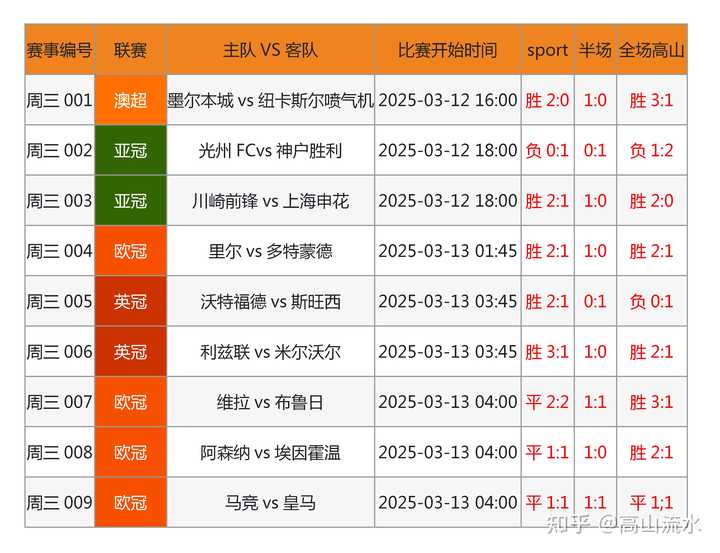 赛事编号 联赛 主队 VS 客队 比赛开始时间 sport 半场 全场高山
周三 001 澳超 墨尔本城 vs 纽卡斯尔喷气机 2025-03-12 16:00 胜 2:0 1:0 胜 3:1
周三 002 亚冠 光州 FCvs 神户胜利 2025-03-12 18:00 负 0:1 0:1 负 1:2
周三 003 亚冠 川崎前锋 vs 上海申花 2025-03-12 18:00 胜 2:1 1:0 胜 2:0
周三 004 欧冠 里尔 vs 多特蒙德 2025-03-13 01:45 胜 2:1 1:0 胜 2:1
周三 005 英冠 沃特福德 vs 斯旺西 2025-03-13 03:45 胜 2:1 0:1 负 0:1
周三 006 英冠 利兹联 vs 米尔沃尔 2025-03-13 03:45 胜 3:1 1:0 胜 2:1
周三 007 欧冠 维拉 vs 布鲁日 2025-03-13 04:00 平 2:2 1:1 胜 3:1
周三 008 欧冠 阿森纳 vs 埃因霍温 2025-03-13 04:00 平 1:1 1:0 胜 2:1
周三 009 欧冠 马竞 vs 皇马 2025-03-13 04:00 平 1:1 1:1 平 1;1
知乎 @高山流水